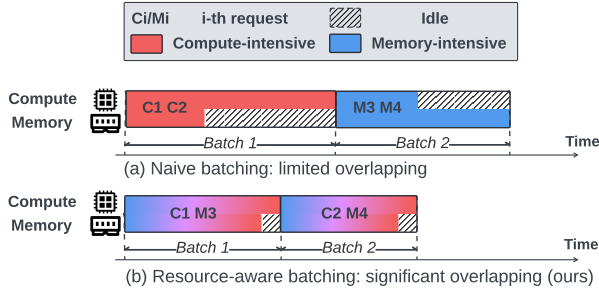 Ci/Mi i-th request Idle
Compute-intensive Memory-intensive
Compute
Memory
C1 C2 M3 M4
Batch 1 Batch 2
Time
(a) Naive batching: limited overlapping
Compute
Memory
C1 M3 C2 M4
Batch 1 Batch 2
Time
(b) Resource-aware batching: significant overlapping (ours)